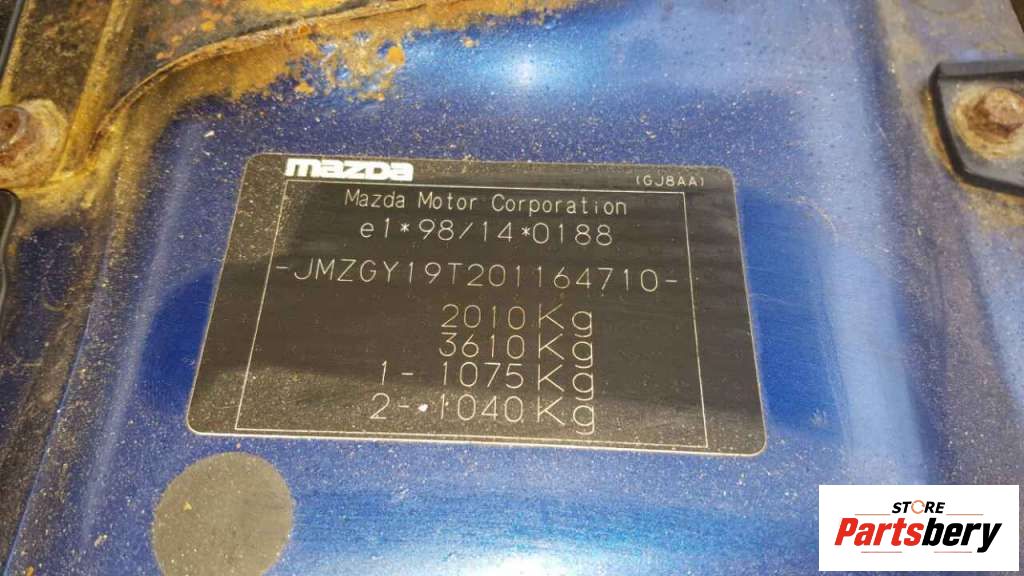 mazda
(GJ8AA)
Mazda Motor Corporation
e1*98/14*0188
-JMZGY19T201164710-
2010Kg
3610Kg
1- 1075Kg
2- 1040Kg
STORE
Partsbery